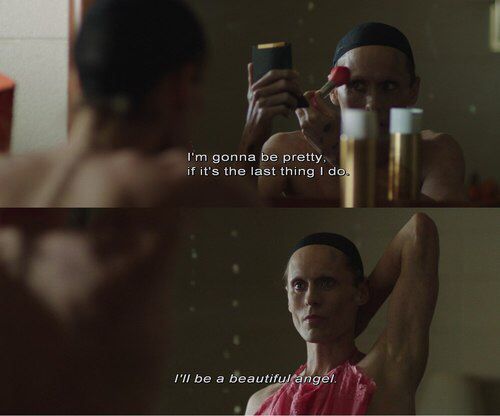 I'm gonna be pretty,
if it's the last thing I do.
I'll be a beautiful angel.